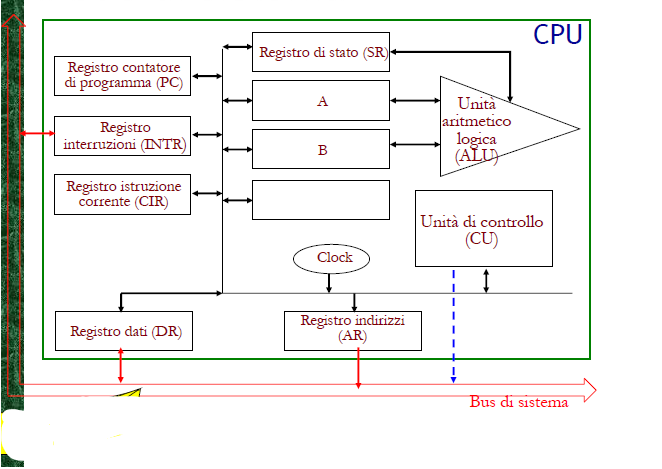 CPU
Registro di stato (SR)
Registro contatore
di programma (PC)
A
Unità
aritmetico
logica
(ALU)
Registro
interruzioni (INTR)
B
Registro istruzione
corrente (CIR)
Unità di controllo
(CU)
Clock
Registro dati (DR)
Registro indirizzi
(AR)
Bus di sistema